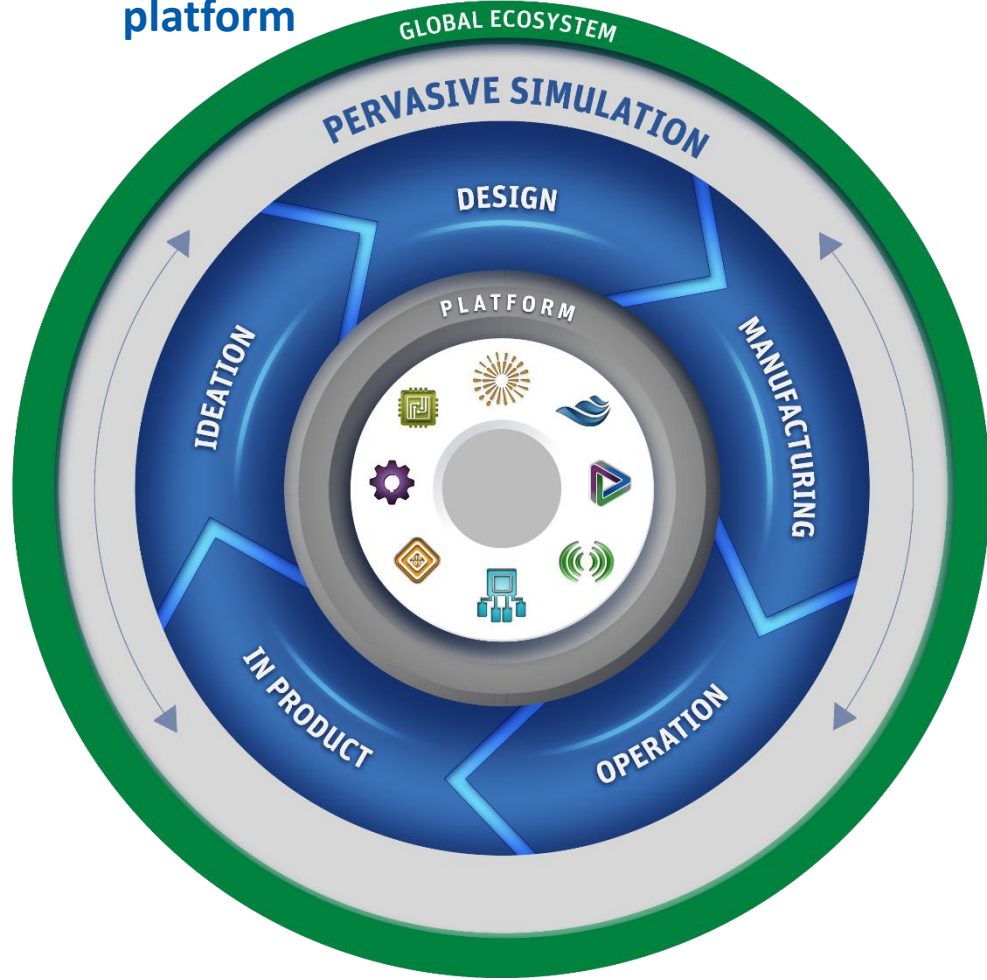 platform
GLOBAL ECOSYSTEM
PERVASIVE SIMULATION
DESIGN
PLATFORM
IDEATION
MANUFACTURING
IN PRODUCT
OPERATION